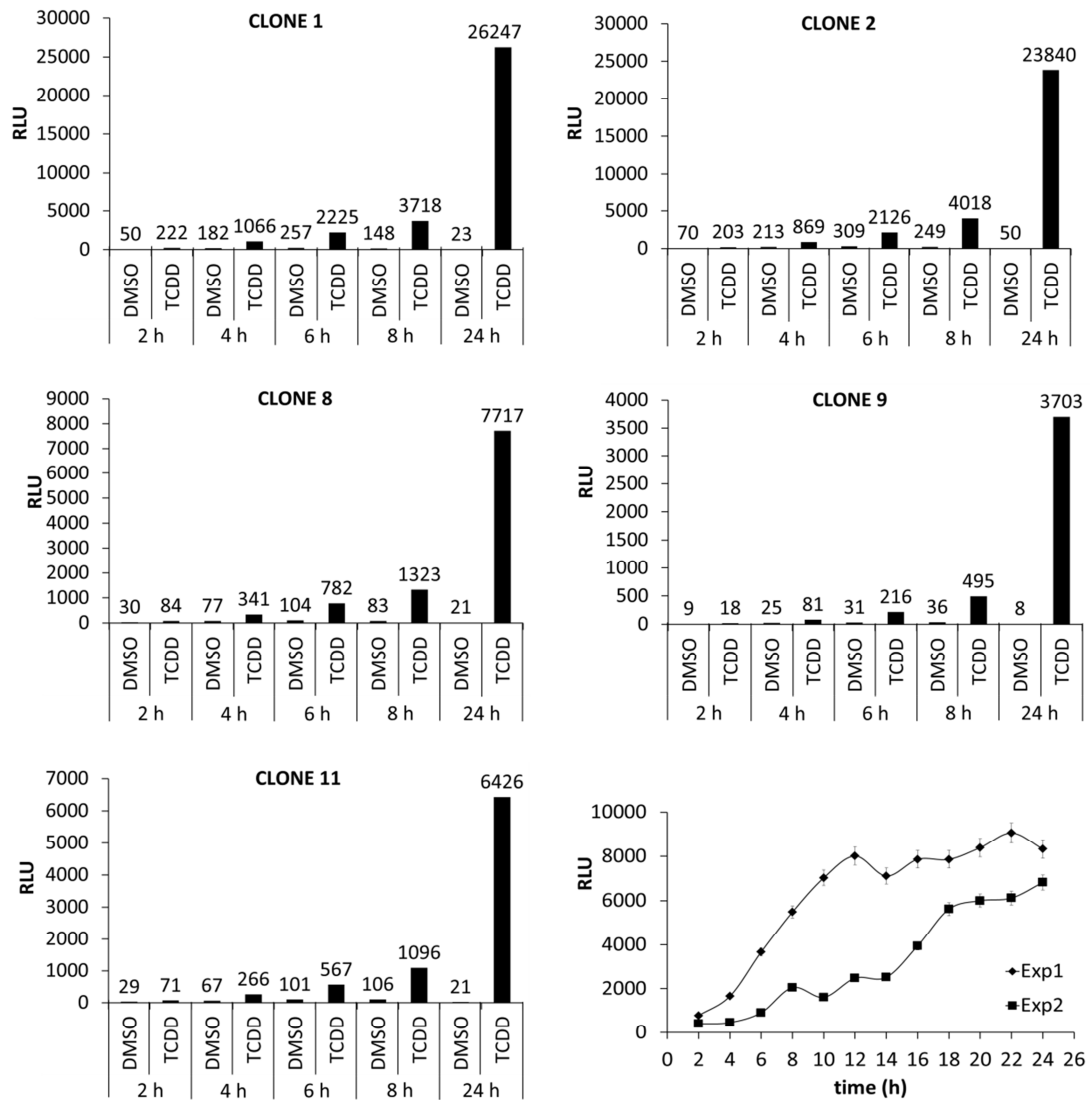 CLONE 1
RLU
30000
25000
20000
15000
10000
5000
0
50 222 182 1066 257 2225 148 3718 23 26247
DMSO TCDD DMSO TCDD DMSO TCDD DMSO TCDD DMSO TCDD
2 h 4 h 6 h 8 h 24 h
CLONE 2
RLU
30000
25000
20000
15000
10000
5000
0
70 203 213 869 309 2126 249 4018 50 23840
DMSO TCDD DMSO TCDD DMSO TCDD DMSO TCDD DMSO TCDD
2 h 4 h 6 h 8 h 24 h
CLONE 8
RLU
9000
8000
7000
6000
5000
4000
3000
2000
1000
0
30 84 77 341 104 782 83 1323 21 7717
DMSO TCDD DMSO TCDD DMSO TCDD DMSO TCDD DMSO TCDD
2 h 4 h 6 h 8 h 24 h
CLONE 9
RLU
4000
3500
3000
2500
2000
1500
1000
500
0
9 18 25 81 31 216 36 495 8 3703
DMSO TCDD DMSO TCDD DMSO TCDD DMSO TCDD DMSO TCDD
2 h 4 h 6 h 8 h 24 h
CLONE 11
RLU
7000
6000
5000
4000
3000
2000
1000
0
29 71 67 266 101 567 106 1096 21 6426
DMSO TCDD DMSO TCDD DMSO TCDD DMSO TCDD DMSO TCDD
2 h 4 h 6 h 8 h 24 h
RLU
10000
8000
6000
4000
2000
0
Exp1
Exp2
0 2 4 6 8 10 12 14 16 18 20 22 24 26
time (h)